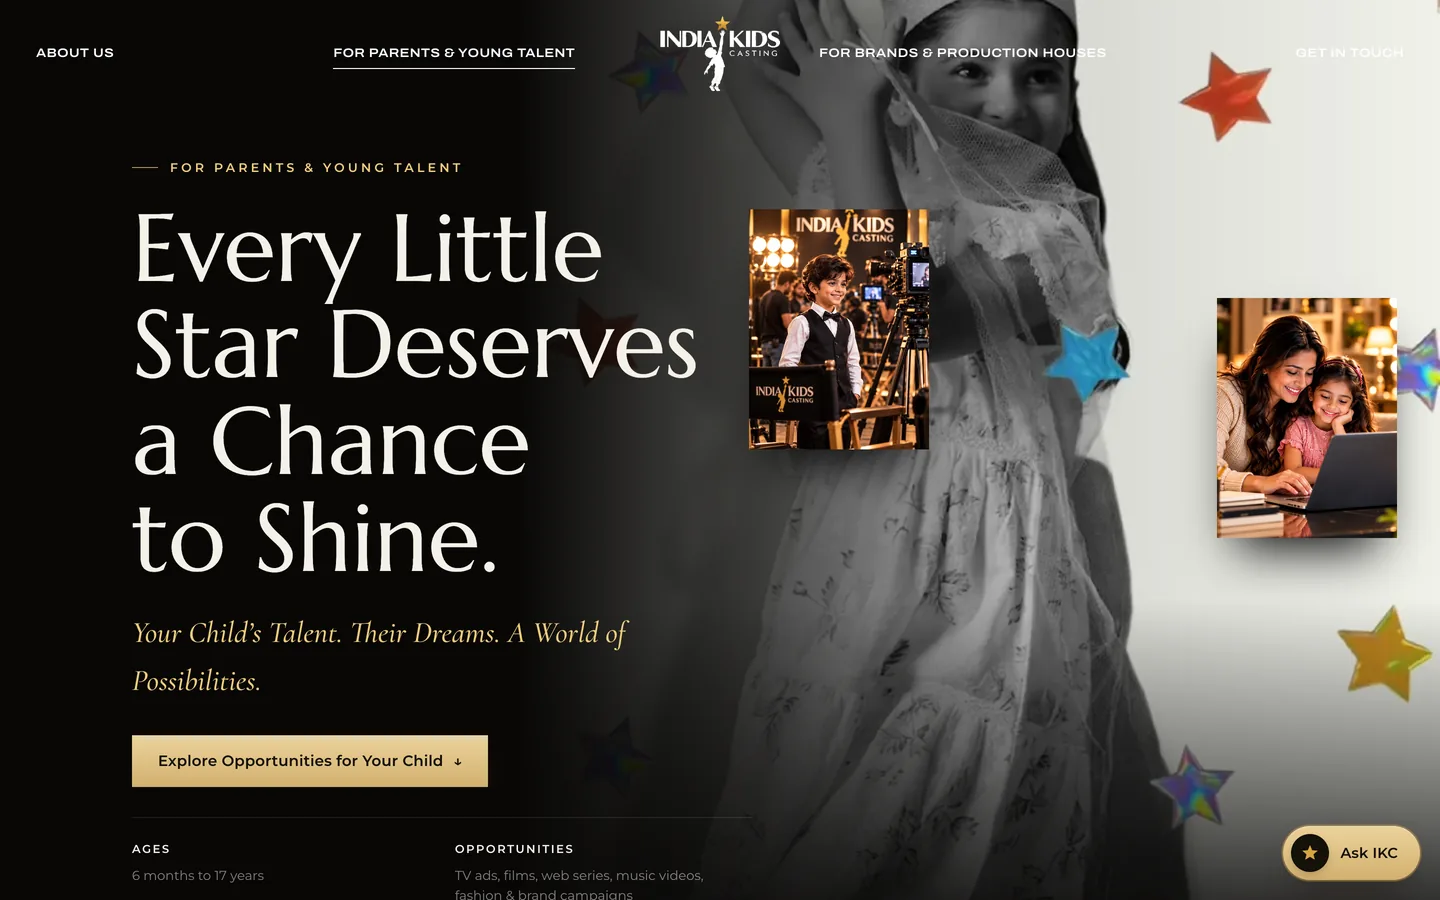 ABOUT US
FOR PARENTS & YOUNG TALENT
INDIA KIDS
CASTING
FOR BRANDS & PRODUCTION HOUSES
GET IN TOUCH
FOR PARENTS & YOUNG TALENT
Every Little
Star Deserves
a Chance
to Shine.
INDIA KIDS
CASTING
INDIA KIDS
CASTING
Your Child’s Talent. Their Dreams. A World of
Possibilities.
Explore Opportunities for Your Child ↓
AGES
6 months to 17 years
OPPORTUNITIES
TV ads, films, web series, music videos,
fashion & brand campaigns
Ask IKC